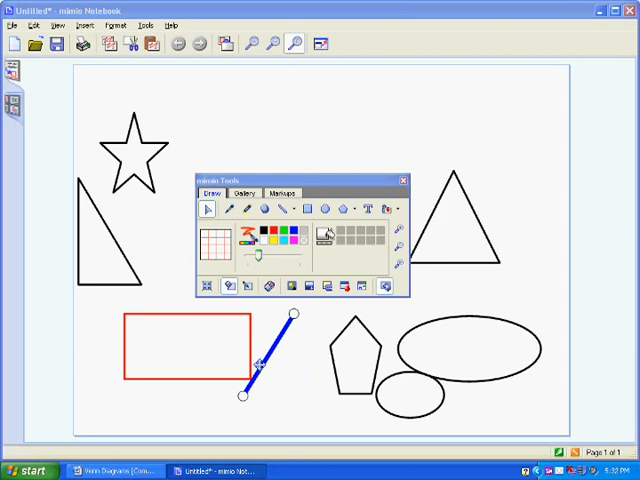 Untitled* - mimio Notebook
File Edit View Insert Format Tools Help
mimio Tools
Draw Gallery Markups
T
Page 1 of 1
start
Venn Diagrams (Com...
Untitled* - mimio Not...
5:32 PM